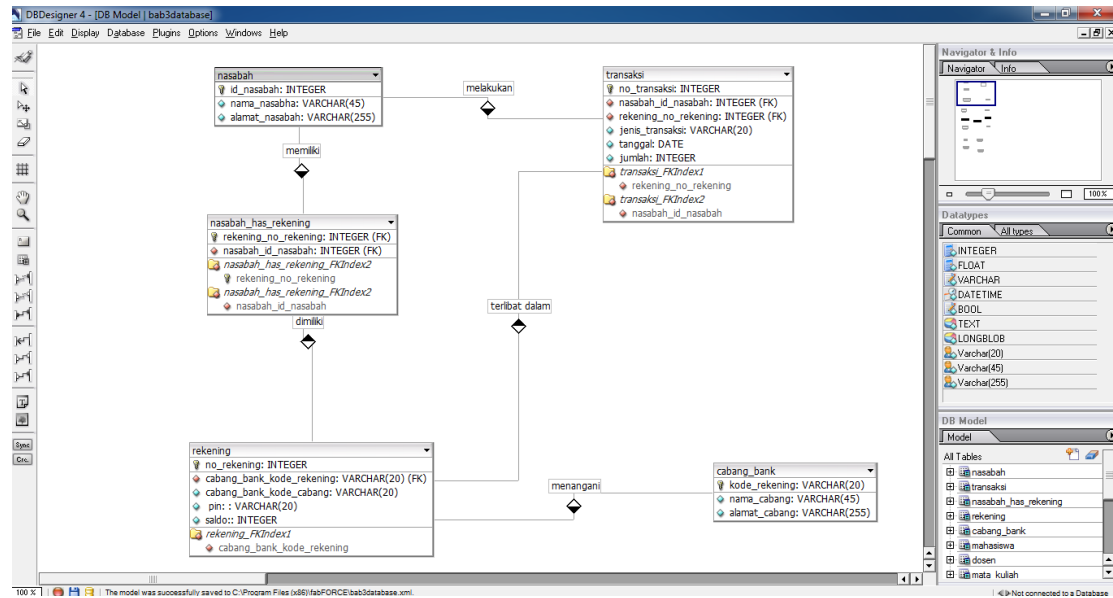 DBDesigner 4 - [DB Model | bab3database]
File Edit Display Database Plugins Options Windows Help
nasabah
id_nasabah: INTEGER
nama_nasabha: VARCHAR(45)
alamat_nasabah: VARCHAR(255)
melakukan
transaksi
no_transaksi: INTEGER
nasabah_id_nasabah: INTEGER (FK)
rekening_no_rekening: INTEGER (FK)
jenis_transaksi: VARCHAR(20)
tanggal: DATE
jumlah: INTEGER
transaksi_FKIndex1
rekening_no_rekening
transaksi_FKIndex2
nasabah_id_nasabah
memiliki
nasabah_has_rekening
rekening_no_rekening: INTEGER (FK)
nasabah_id_nasabah: INTEGER (FK)
nasabah_has_rekening_FKIndex2
rekening_no_rekening
nasabah_has_rekening_FKIndex2
nasabah_id_nasabah
dimiliki
terlibat dalam
rekening
no_rekening: INTEGER
cabang_bank_kode_rekening: VARCHAR(20) (FK)
cabang_bank_kode_cabang: VARCHAR(20)
pin: : VARCHAR(20)
saldo:: INTEGER
rekening_FKIndex1
cabang_bank_kode_rekening
menangani
cabang_bank
kode_rekening: VARCHAR(20)
nama_cabang: VARCHAR(45)
alamat_cabang: VARCHAR(255)
Navigator & Info
Navigator Info
100%
Datatypes
Common All types
INTEGER
FLOAT
VARCHAR
DATETIME
BOOL
TEXT
LONGBLOB
Varchar(20)
Varchar(45)
Varchar(255)
DB Model
Model
All Tables
nasabah
transaksi
nasabah_has_rekening
rekening
cabang_bank
mahasiswa
dosen
mata_kuliah
Sync
Crc.
100 % The model was successfully saved to C:\Program Files (x86)\fabFORCE\bab3database.xml.
Not connected to a Database